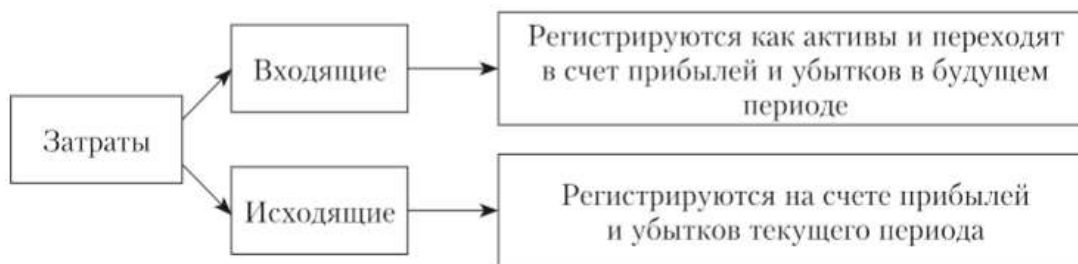 Затраты
Входящие
Регистрируются как активы и переходят
в счет прибылей и убытков в будущем
периоде
Исходящие
Регистрируются на счете прибылей
и убытков текущего периода